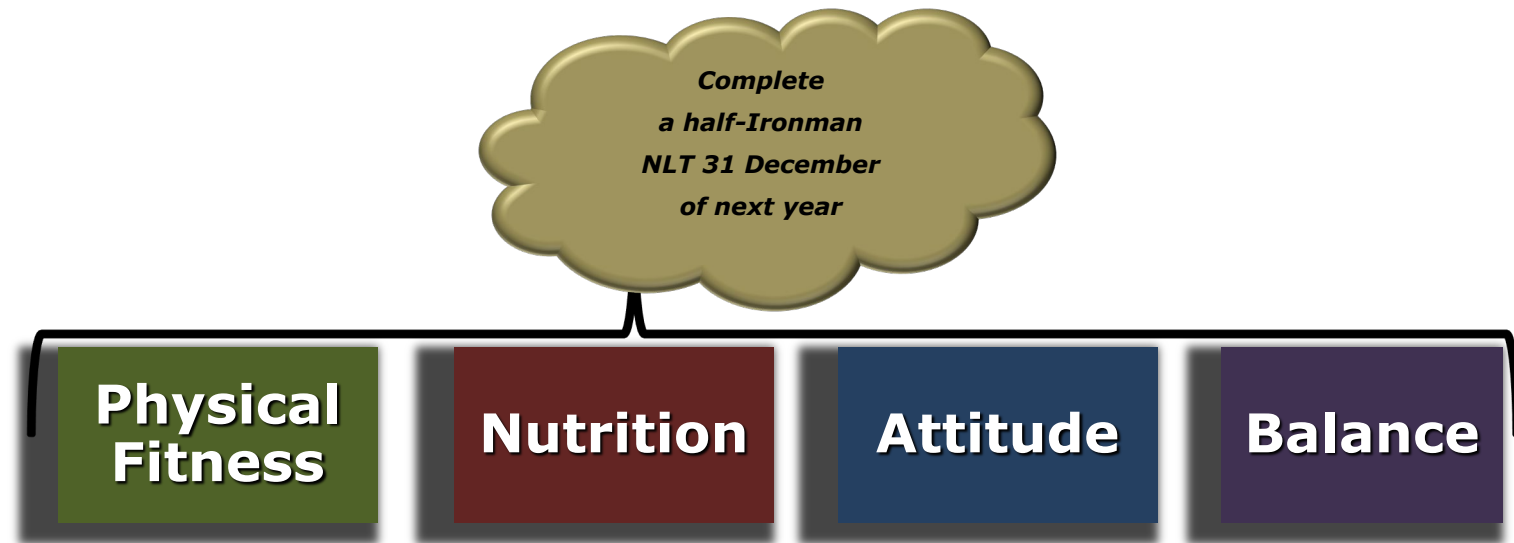 Complete
a half-Ironman
NLT 31 December
of next year
Physical
Fitness
Nutrition
Attitude
Balance